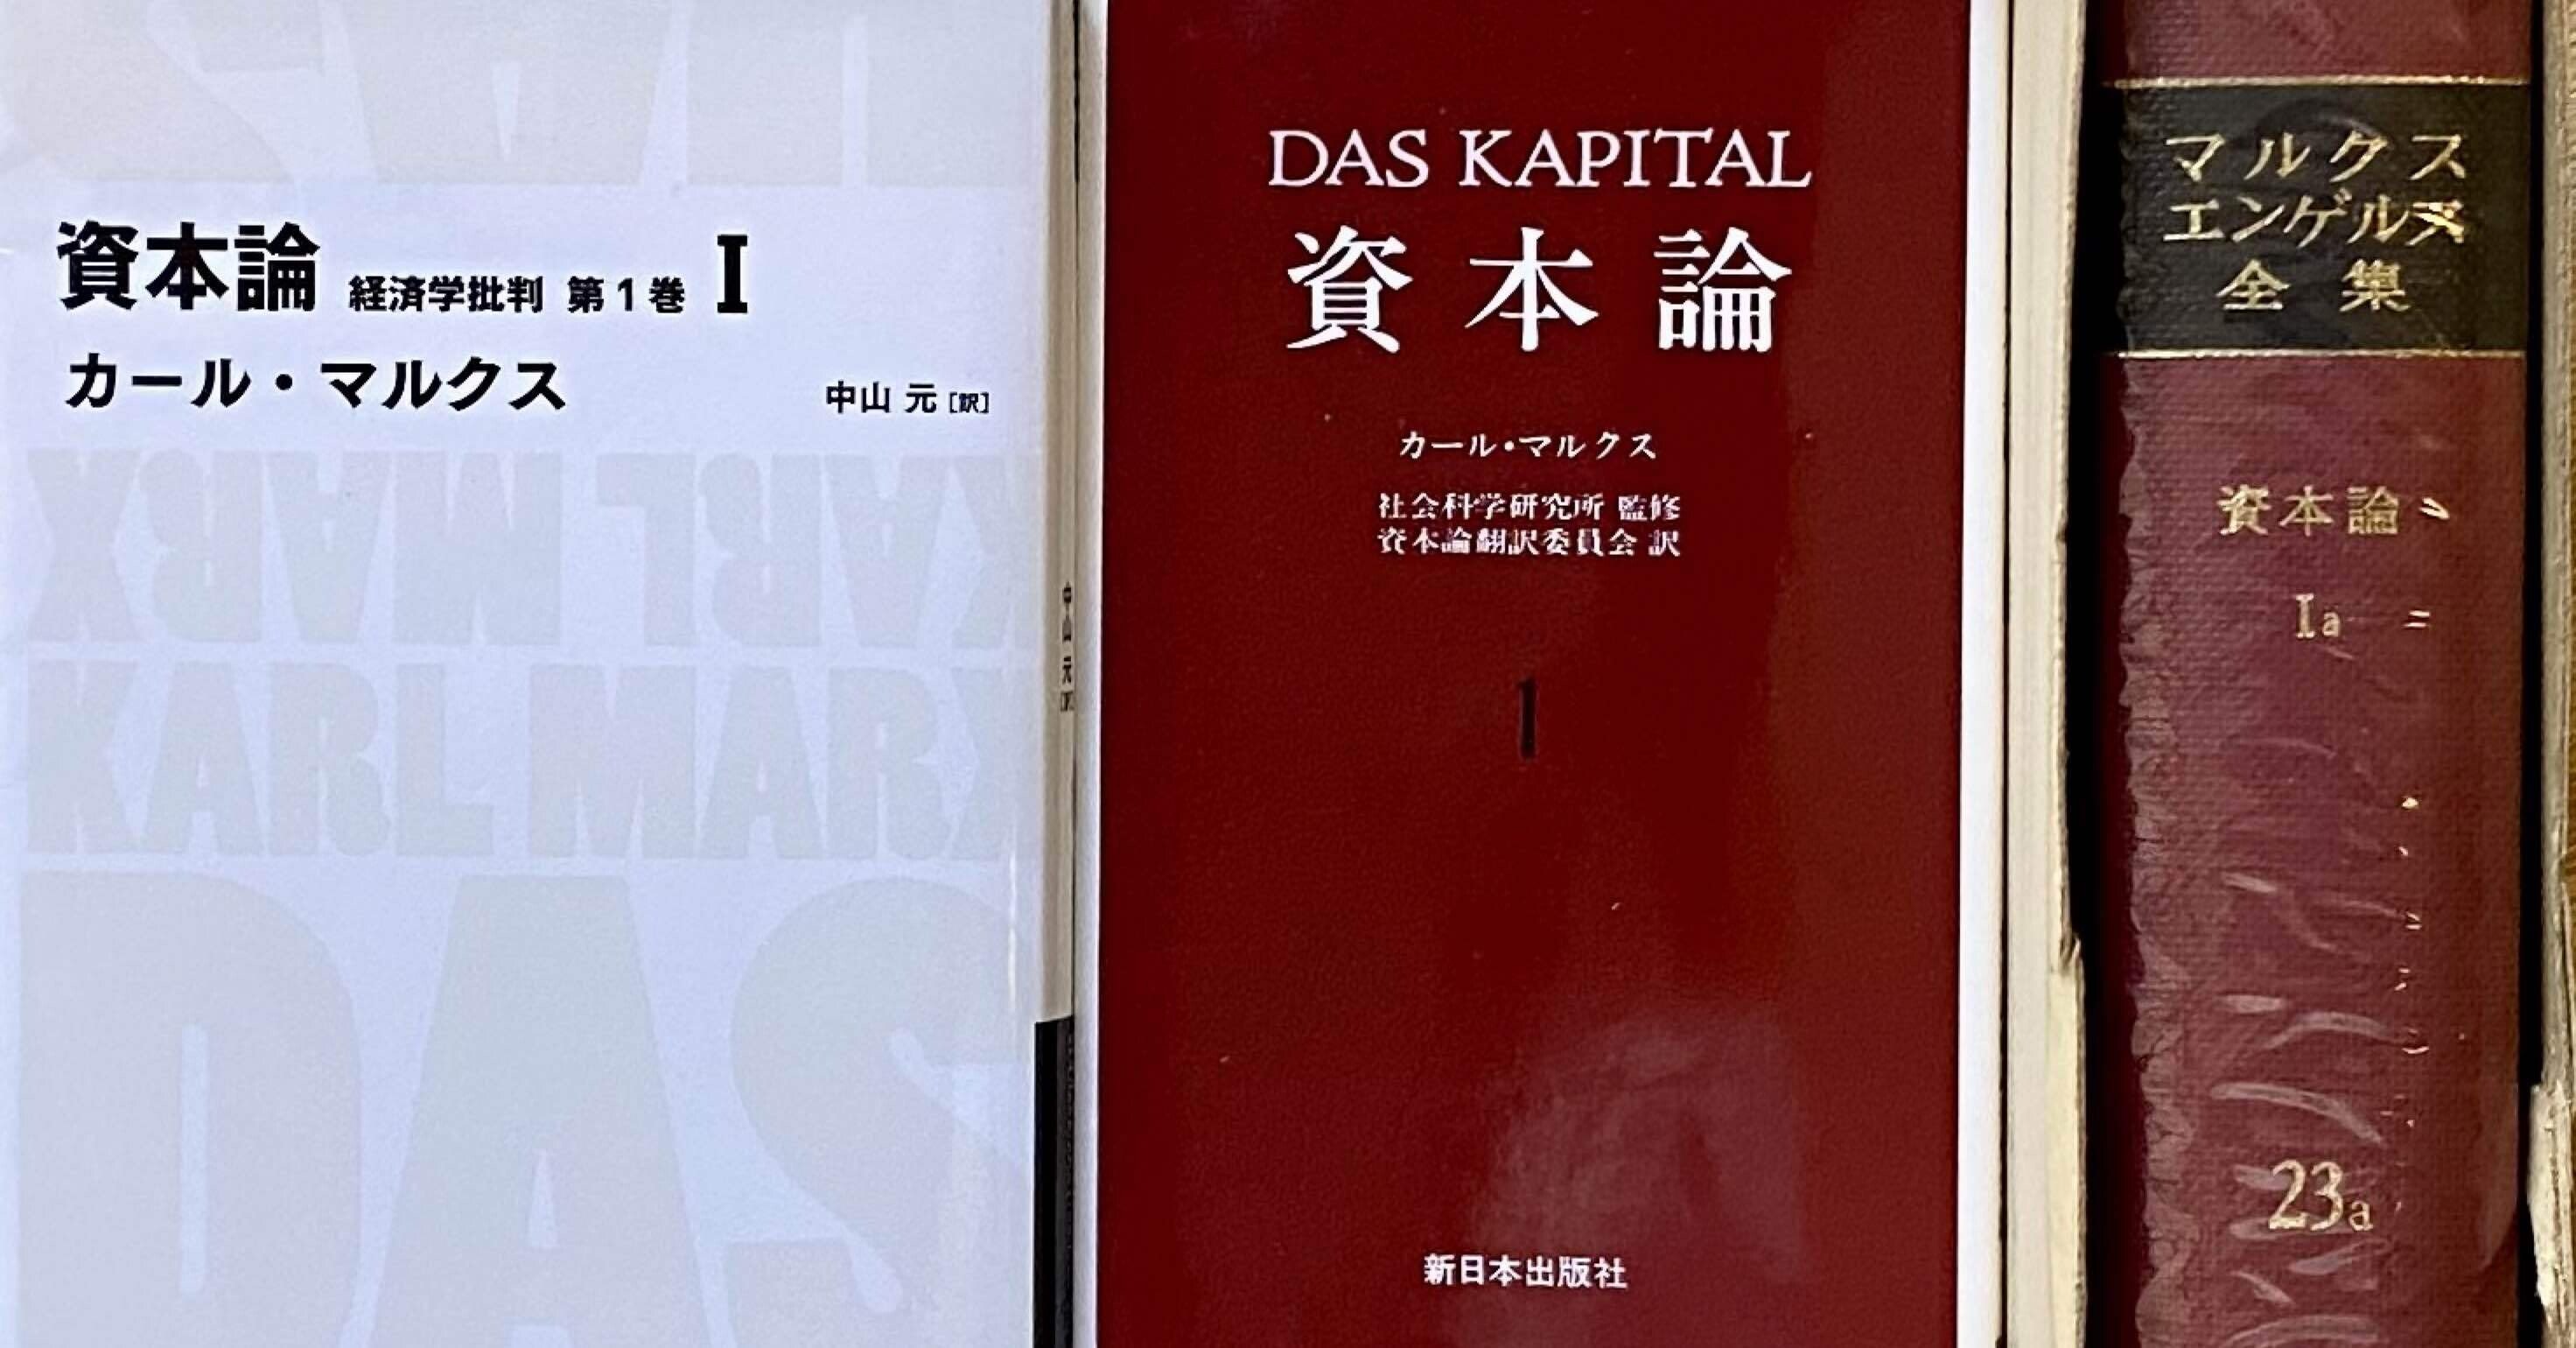 資本論 経済学批判 第1巻 I
カール・マルクス 中山 元[訳]
KARL MARX
KARL MARX
DAS
中山 元[訳]
DAS KAPITAL
資本論
カール・マルクス
社会科学研究所 監修
資本論翻訳委員会 訳
1
新日本出版社
マルクス
エンゲルス
全集
資本論
Ia
23a